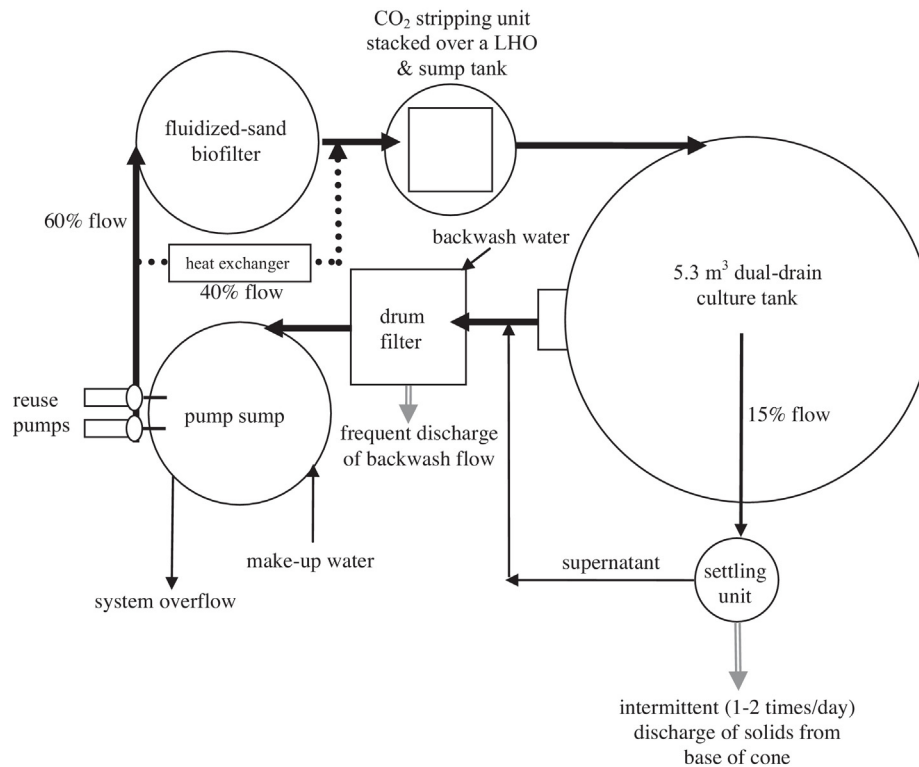 CO₂ stripping unit
stacked over a LHO
& sump tank
fluidized-sand
biofilter
60% flow
backwash water
heat exchanger
40% flow
5.3 m³ dual-drain
culture tank
drum
filter
reuse
pumps
pump sump
15% flow
frequent discharge
of backwash flow
make-up water
supernatant
settling
unit
system overflow
intermittent (1-2 times/day)
discharge of solids from
base of cone